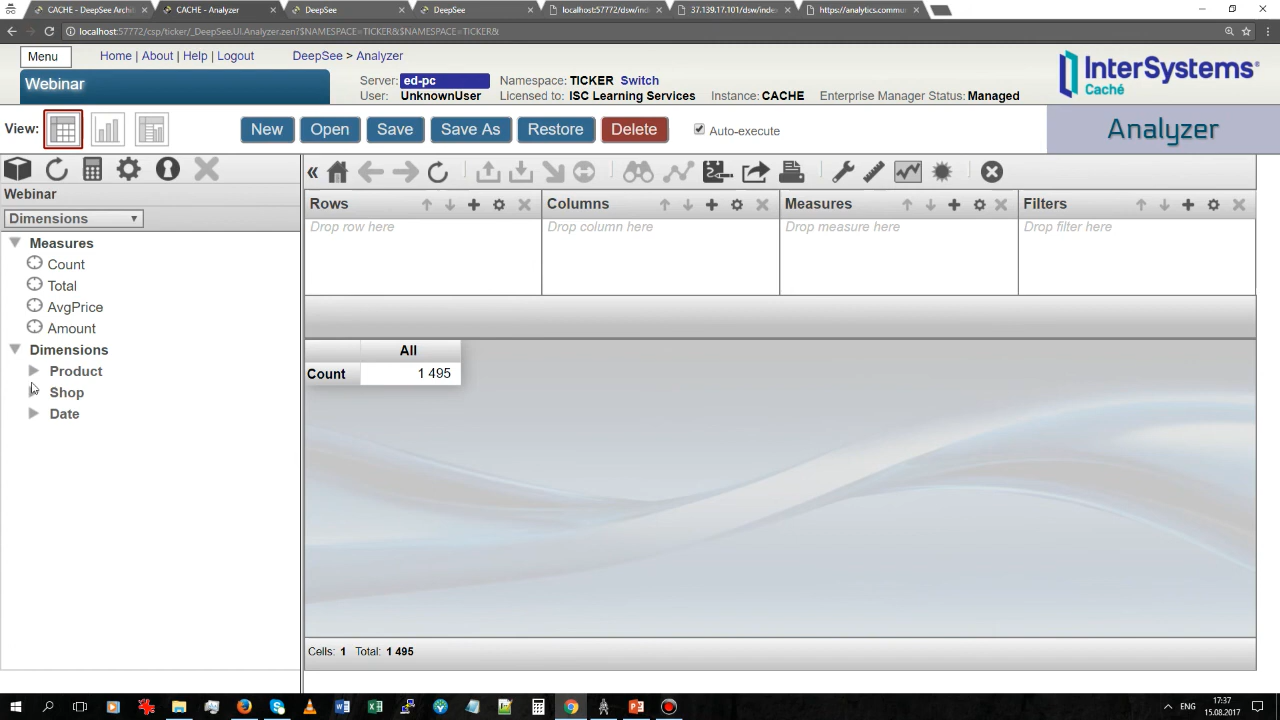 CACHE - DeepSee Archit
CACHE - Analyzer
DeepSee
DeepSee
localhost:57772/dsw/ind
37.139.17.101/dsw/index
https://analytics.commu
localhost:57772/csp/ticker/_DeepSee.UI.Analyzer.zen?$NAMESPACE=TICKER&$NAMESPACE=TICKER&
Menu
Home | About | Help | Logout
DeepSee > Analyzer
Webinar
Server: ed-pc
Namespace: TICKER Switch
User: UnknownUser
Licensed to: ISC Learning Services
Instance: CACHE
Enterprise Manager Status: Managed
InterSystems
Caché
View:
New
Open
Save
Save As
Restore
Delete
Auto-execute
Analyzer
Webinar
Dimensions
Measures
Count
Total
AvgPrice
Amount
Dimensions
Product
Shop
Date
Rows
Columns
Measures
Filters
Drop row here
Drop column here
Drop measure here
Drop filter here
All
Count 1 495
Cells: 1 Total: 1 495
ENG
17:37
15.08.2017